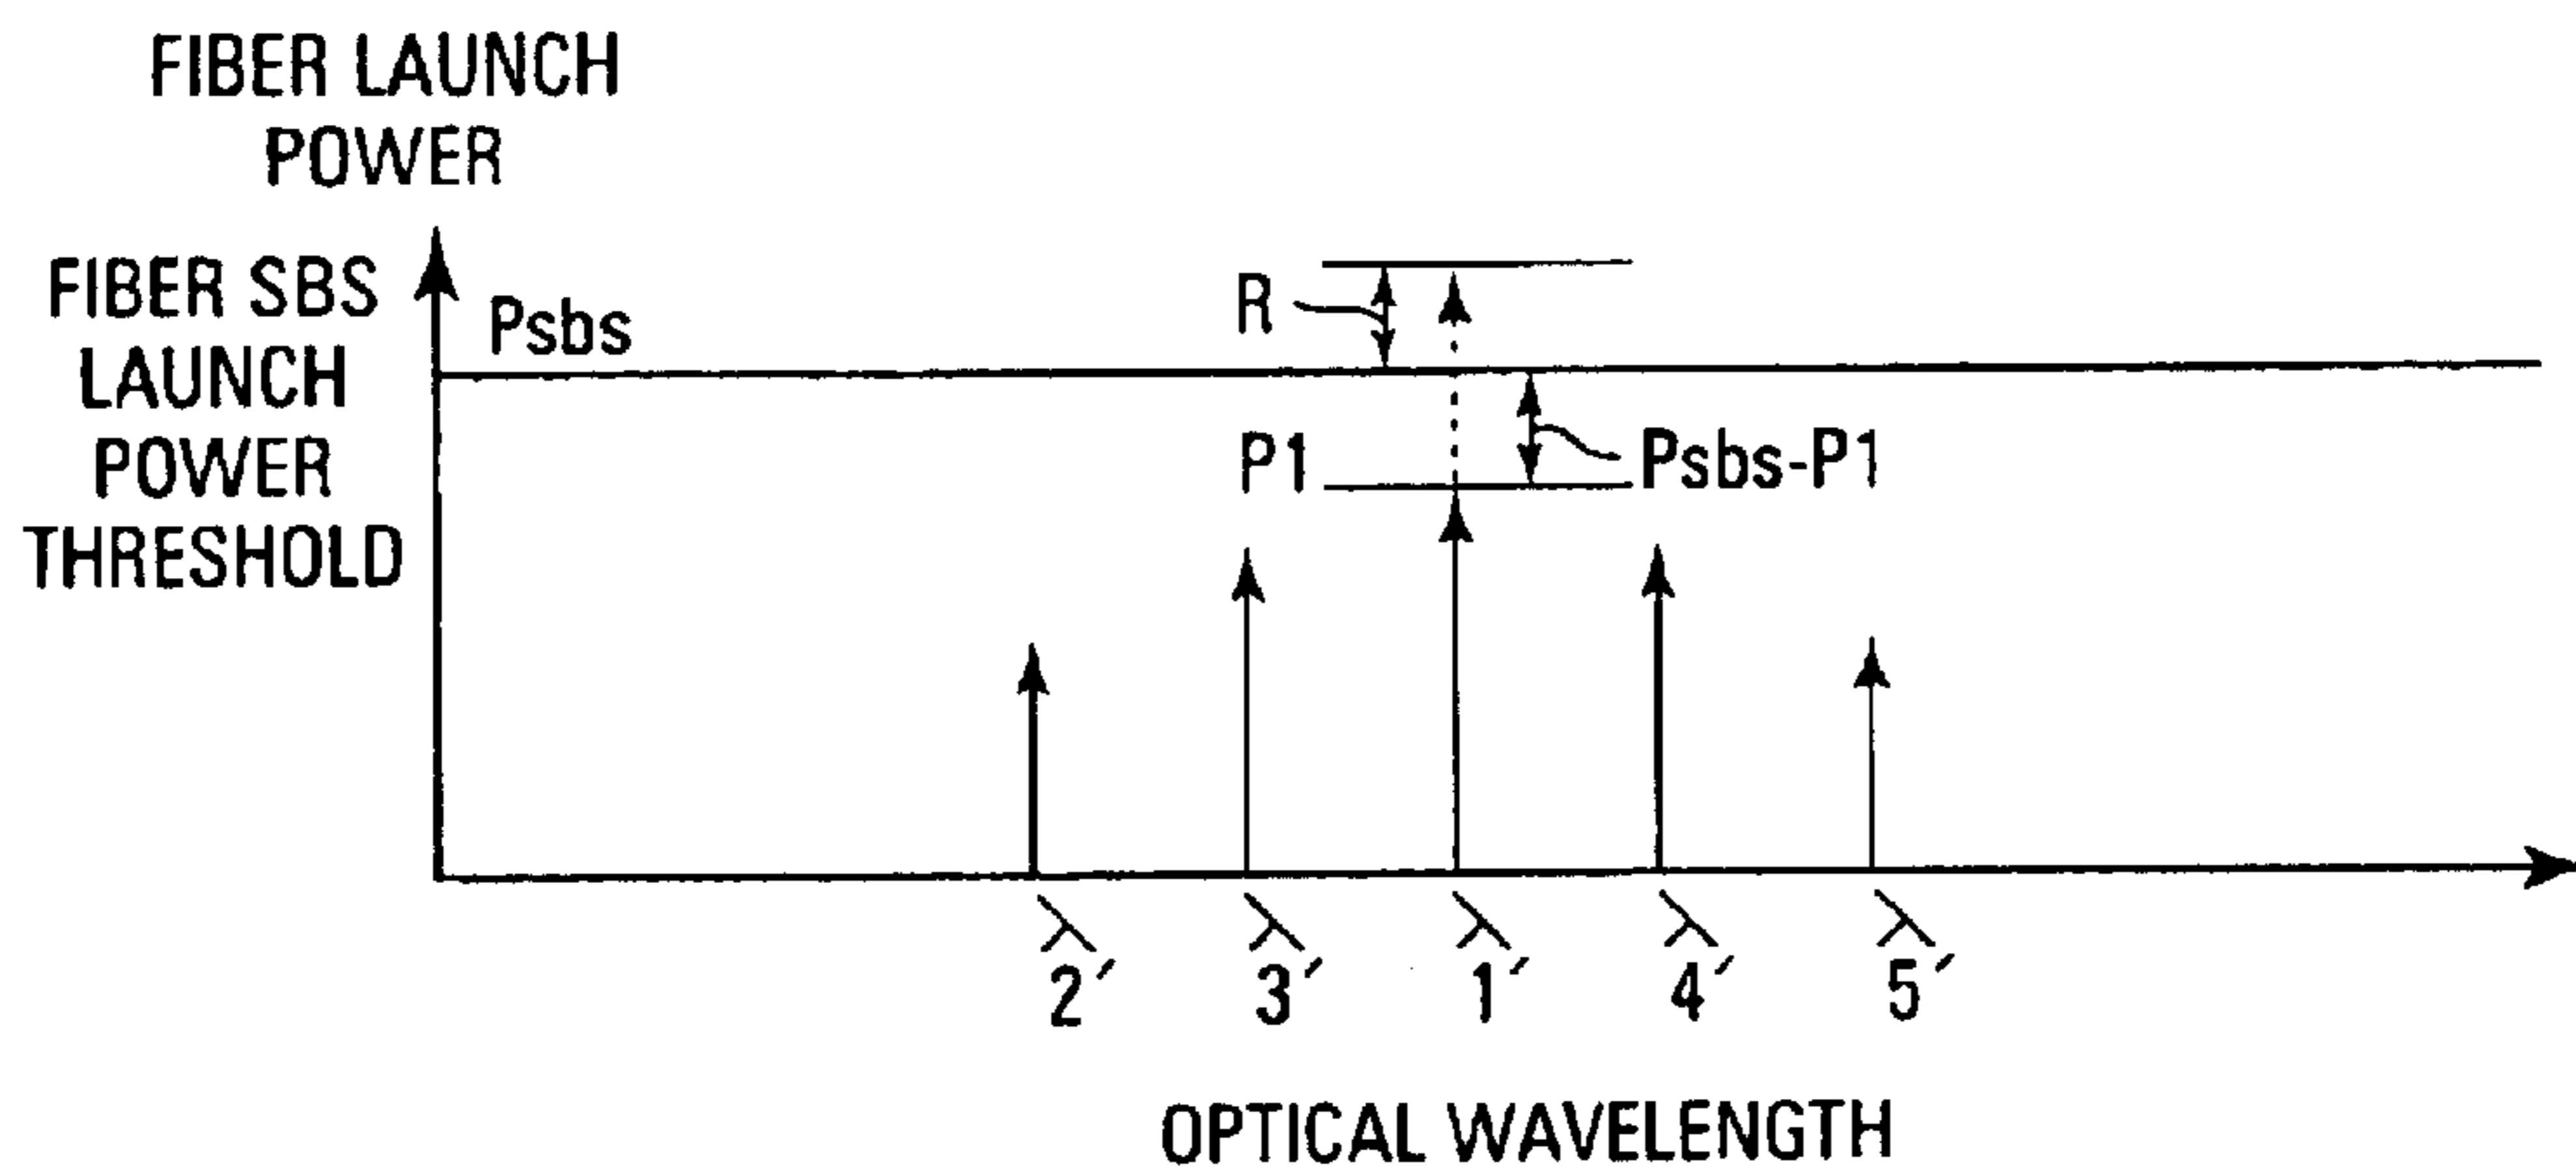 FIBER LAUNCH
POWER
FIBER SBS
LAUNCH
POWER
THRESHOLD
Psbs
R
P1
Psbs-P1
λ2′ λ3′ λ1′ λ4′ λ5′
OPTICAL WAVELENGTH